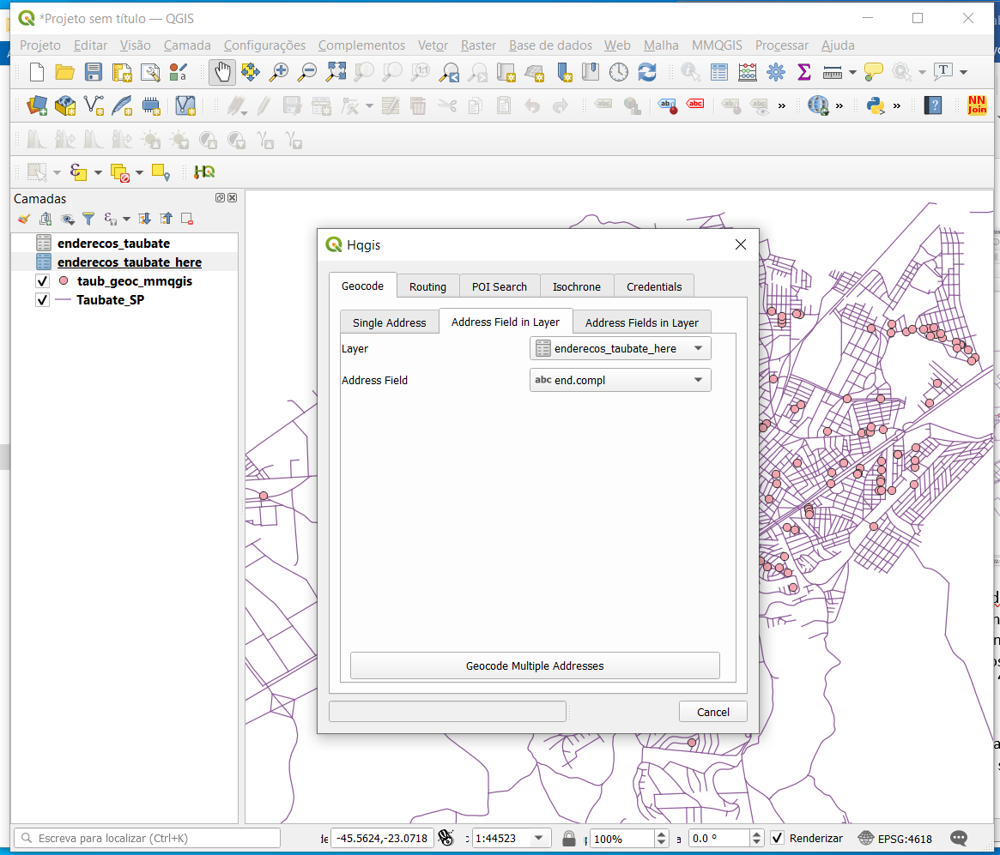 *Projeto sem título — QGIS
Projeto Editar Visão Camada Configurações Complementos Vetor Raster Base de dados Web Malha MMQGIS Processar Ajuda
NN
Join
HQ
Camadas
enderecos_taubate
enderecos_taubate_here
taub_geoc_mmqgis
Taubate_SP
Hqgis
Geocode Routing POI Search Isochrone Credentials
Single Address Address Field in Layer Address Fields in Layer
Layer enderecos_taubate_here
Address Field abc end.compl
Geocode Multiple Addresses
Cancel
Escreva para localizar (Ctrl+K) -45.5624,-23.0718 1:44523 100% a 0.0 ° Renderizar EPSG:4618